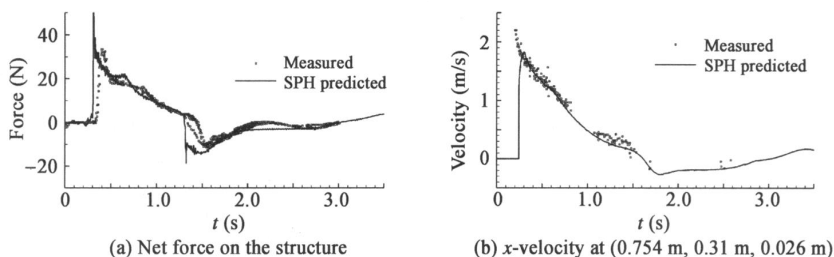 40
20
0
−20
Force (N)
Measured
SPH predicted
0
1.0
2.0
3.0
t (s)
(a) Net force on the structure
2
1
0
Velocity (m/s)
Measured
SPH predicted
0
1.0
2.0
3.0
t (s)
(b) x-velocity at (0.754 m, 0.31 m, 0.026 m)